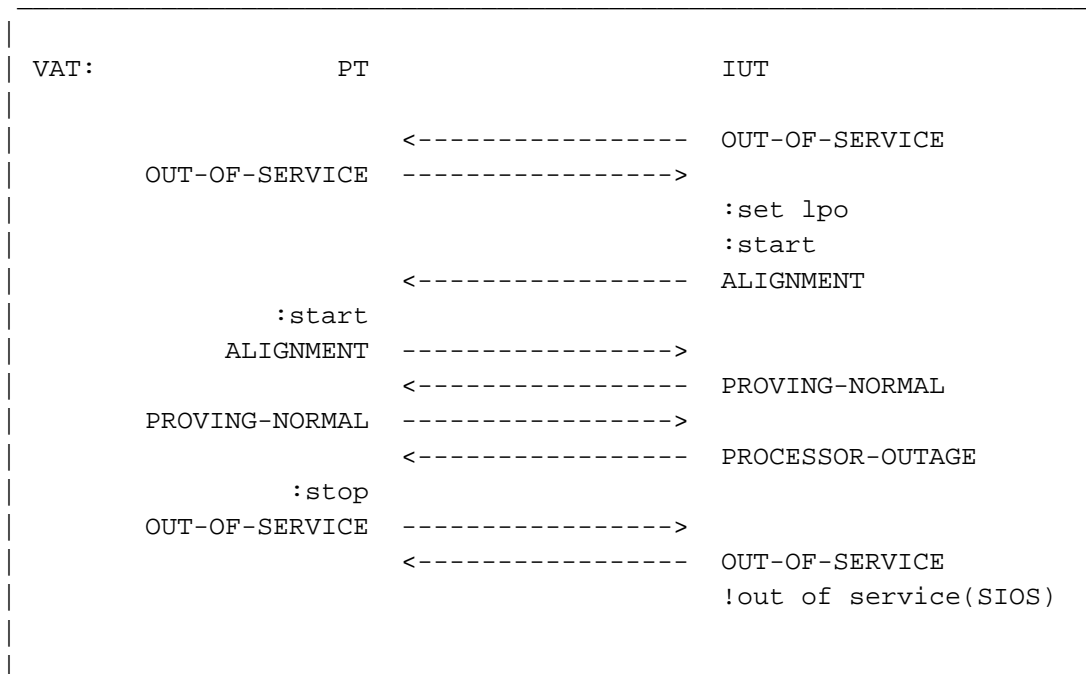 VAT: PT IUT
<----------------- OUT-OF-SERVICE
OUT-OF-SERVICE ----------------->
:set lpo
:start
<----------------- ALIGNMENT
:start
ALIGNMENT ----------------->
<----------------- PROVING-NORMAL
PROVING-NORMAL ----------------->
<----------------- PROCESSOR-OUTAGE
:stop
OUT-OF-SERVICE ----------------->
<----------------- OUT-OF-SERVICE
!out of service(SIOS)